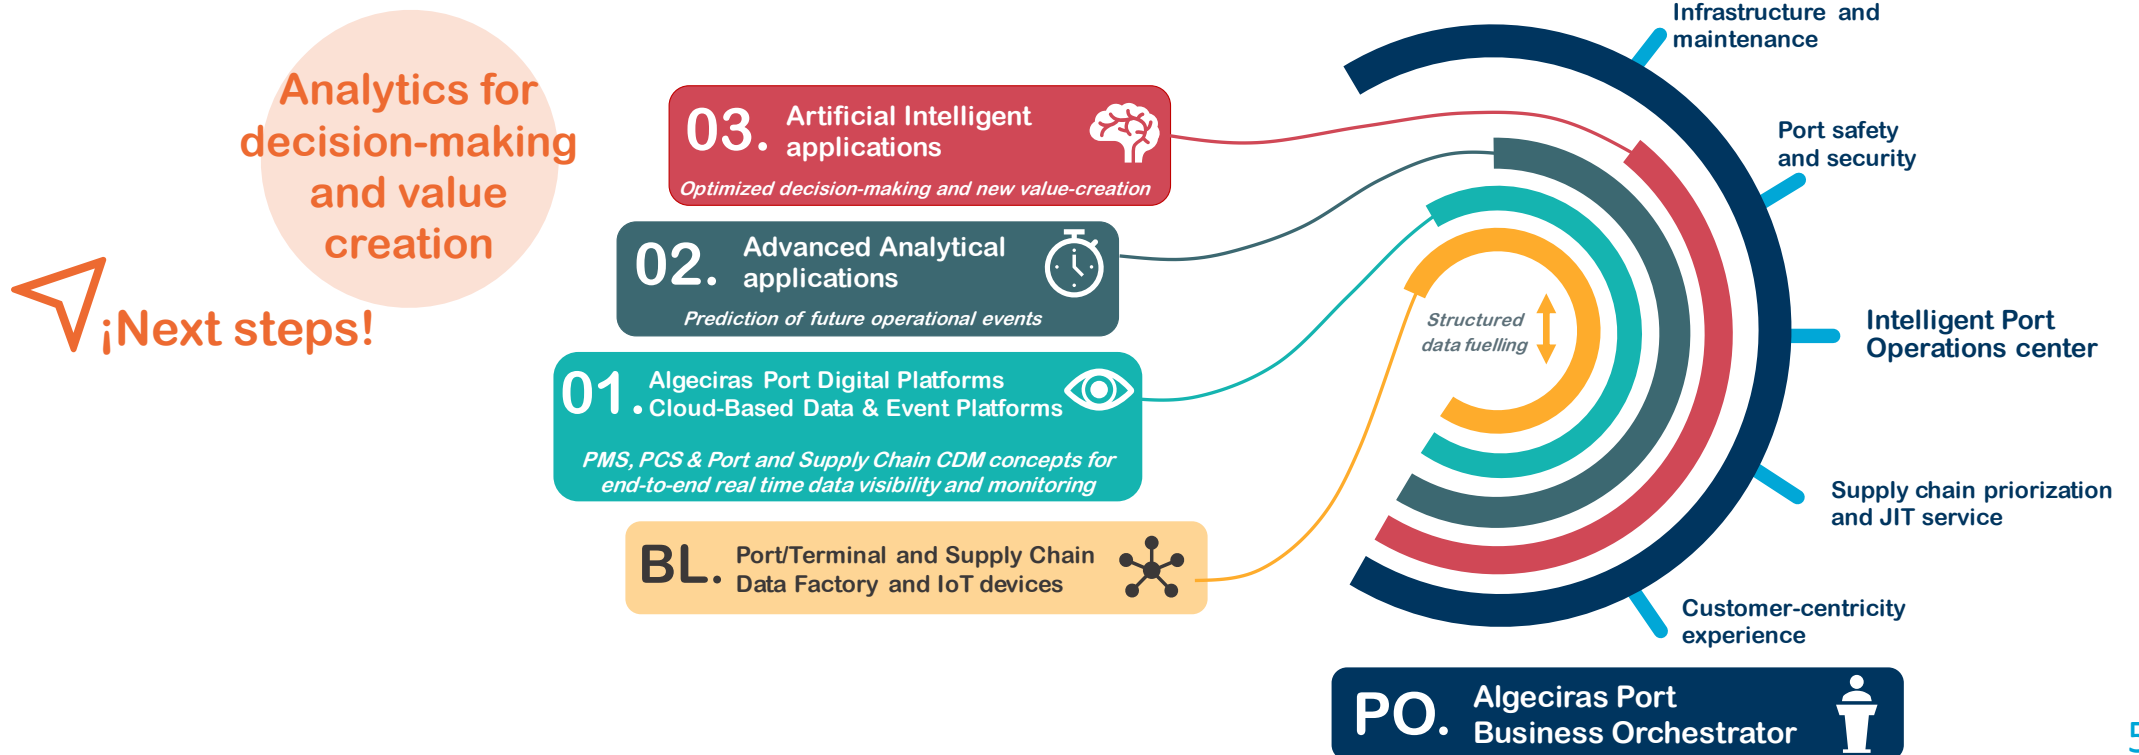 Analytics for
decision-making
and value
creation
¡Next steps!
03.
Artificial Intelligent
applications
Optimized decision-making and new value-creation
02.
Advanced Analytical
applications
Prediction of future operational events
01.
Algeciras Port Digital Platforms
Cloud-Based Data & Event Platforms
PMS, PCS & Port and Supply Chain CDM concepts for
end-to-end real time data visibility and monitoring
BL.
Port/Terminal and Supply Chain
Data Factory and IoT devices
Structured
data fuelling
Infrastructure and
maintenance
Port safety
and security
Intelligent Port
Operations center
Supply chain priorization
and JIT service
Customer-centricity
experience
PO.
Algeciras Port
Business Orchestrator